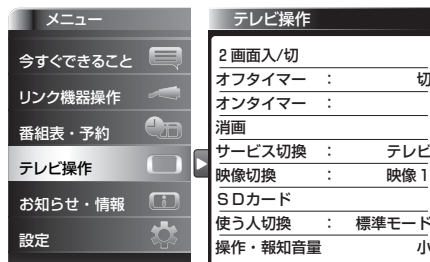 メニュー
今すぐできること
リンク機器操作
番組表・予約
テレビ操作
お知らせ・情報
設定
テレビ操作
2画面入/切
オフタイマー : 切
オンタイマー :
消画
サービス切換 : テレビ
映像切換 : 映像1
SDカード
使う人切換 : 標準モード
操作・報知音量 小